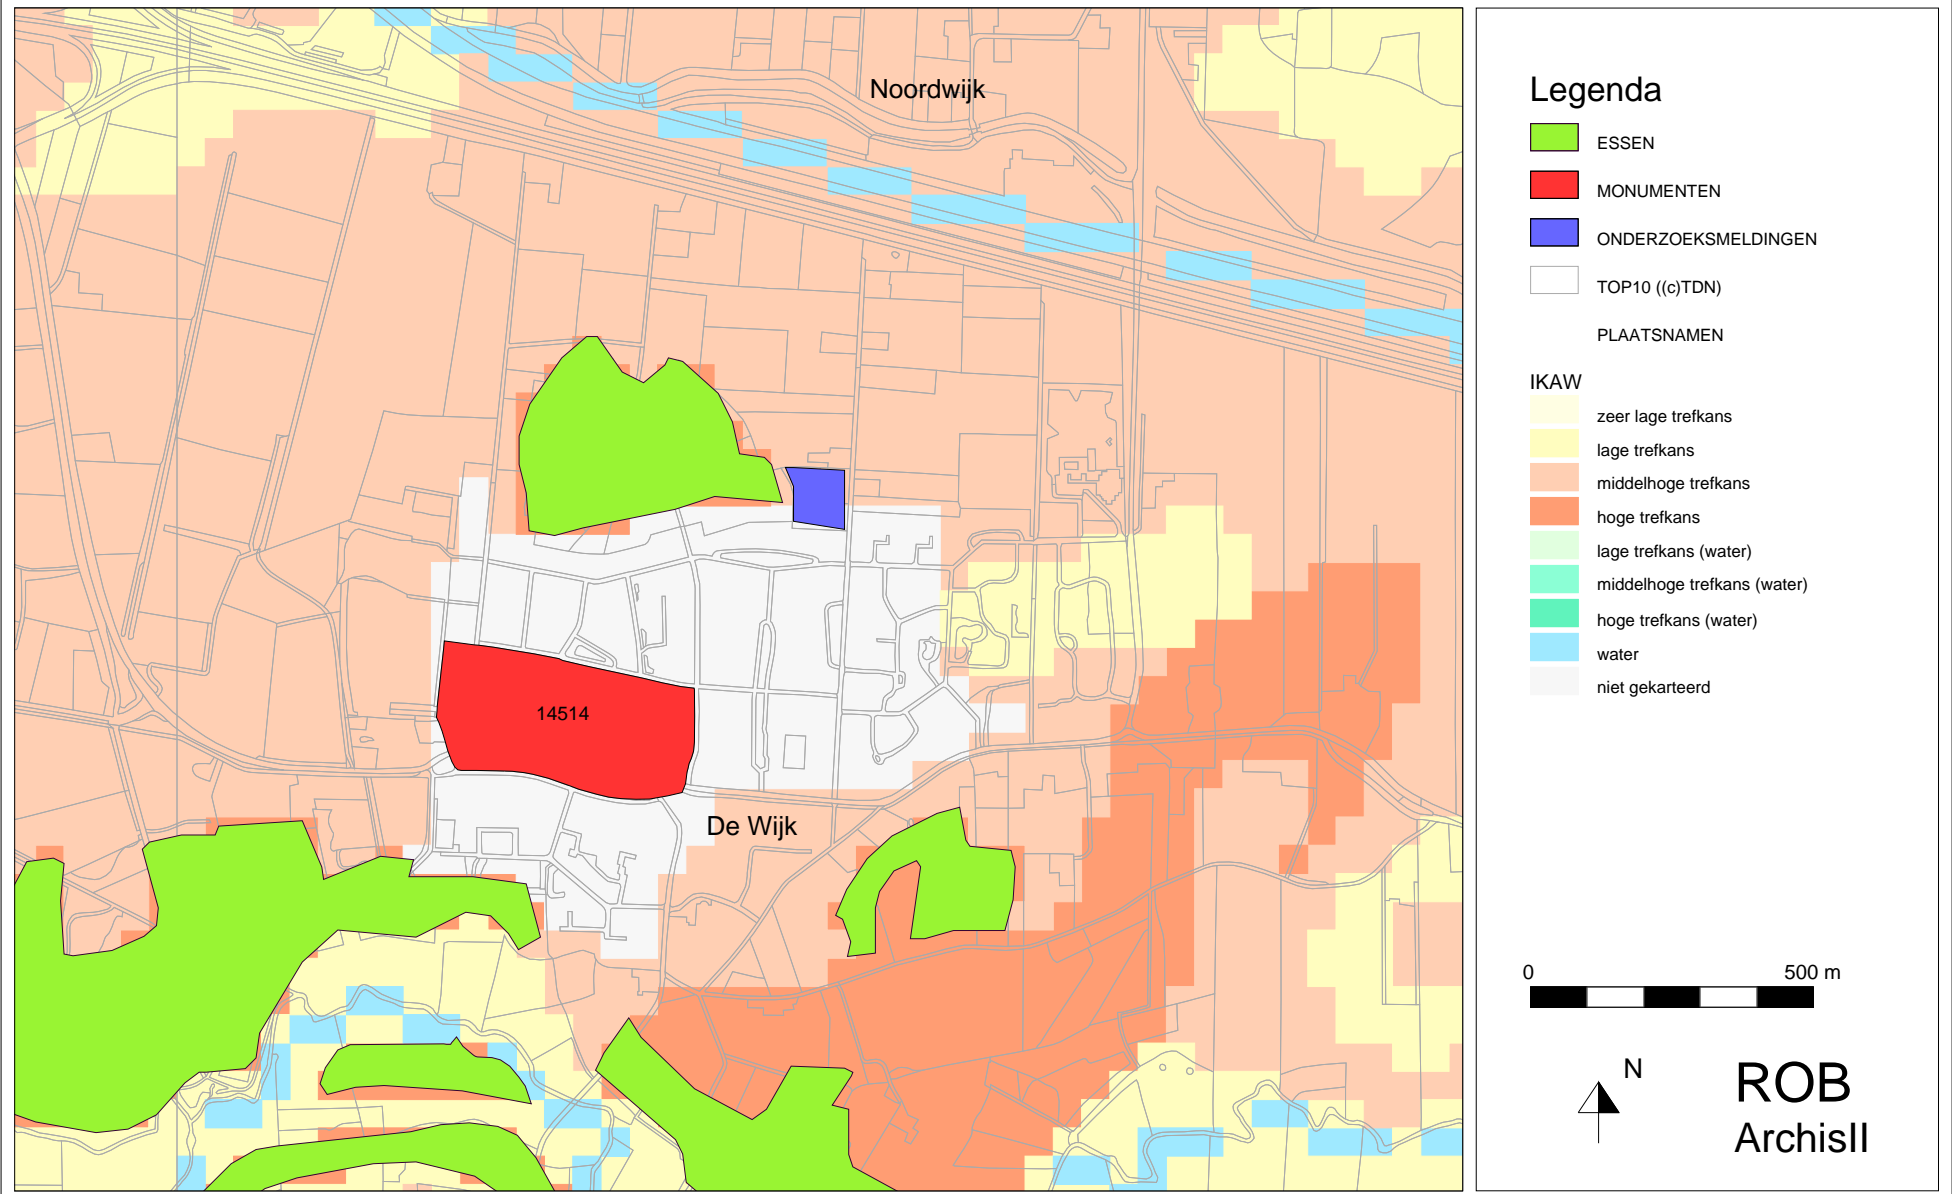 Noordwijk
14514
De Wijk
Legenda
ESSEN
MONUMENTEN
ONDERZOEKSMELDINGEN
TOP10 ((c)TDN)
PLAATSNAMEN
IKAW
zeer lage trefkans
lage trefkans
middelhoge trefkans
hoge trefkans
lage trefkans (water)
middelhoge trefkans (water)
hoge trefkans (water)
water
niet gekarteerd
0 500 m
N
ROB
ArchisII